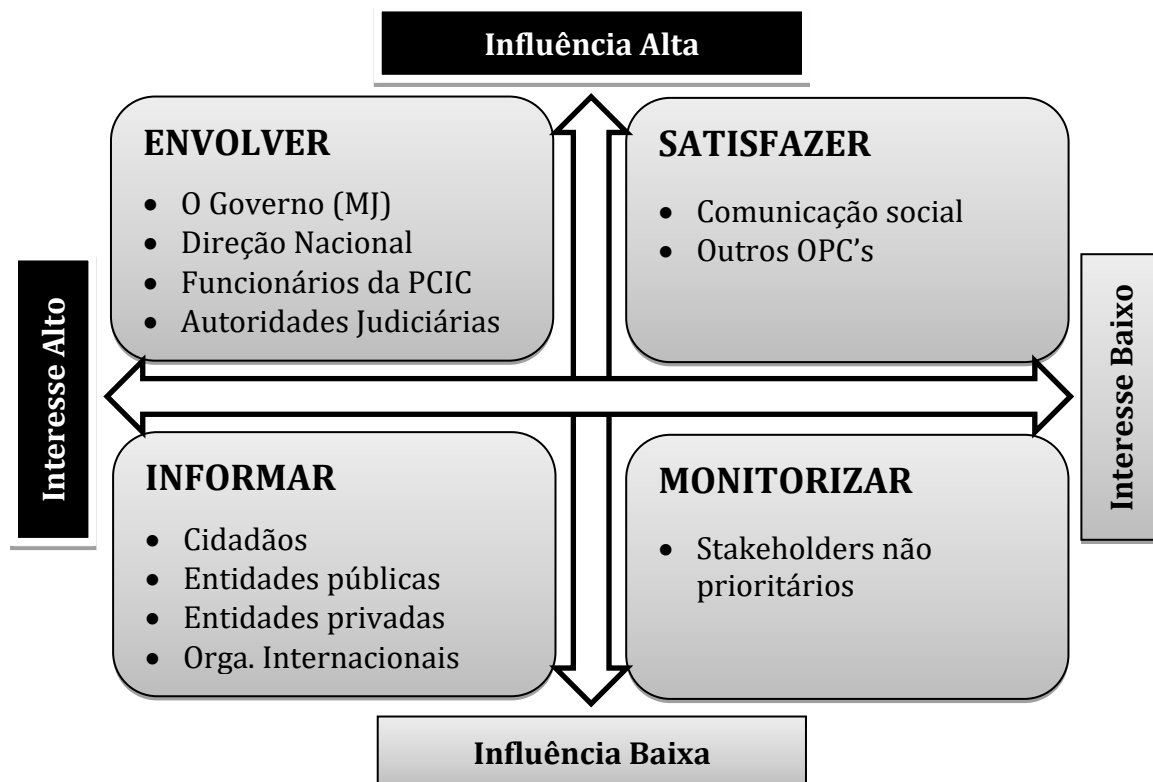 Influência Alta
ENVOLVER
• O Governo (MJ)
• Direção Nacional
• Funcionários da PCIC
• Autoridades Judiciárias
SATISFAZER
• Comunicação social
• Outros OPC’s
Interesse Alto
Interesse Baixo
INFORMAR
• Cidadãos
• Entidades públicas
• Entidades privadas
• Orga. Internacionais
MONITORIZAR
• Stakeholders não
prioritários
Influência Baixa